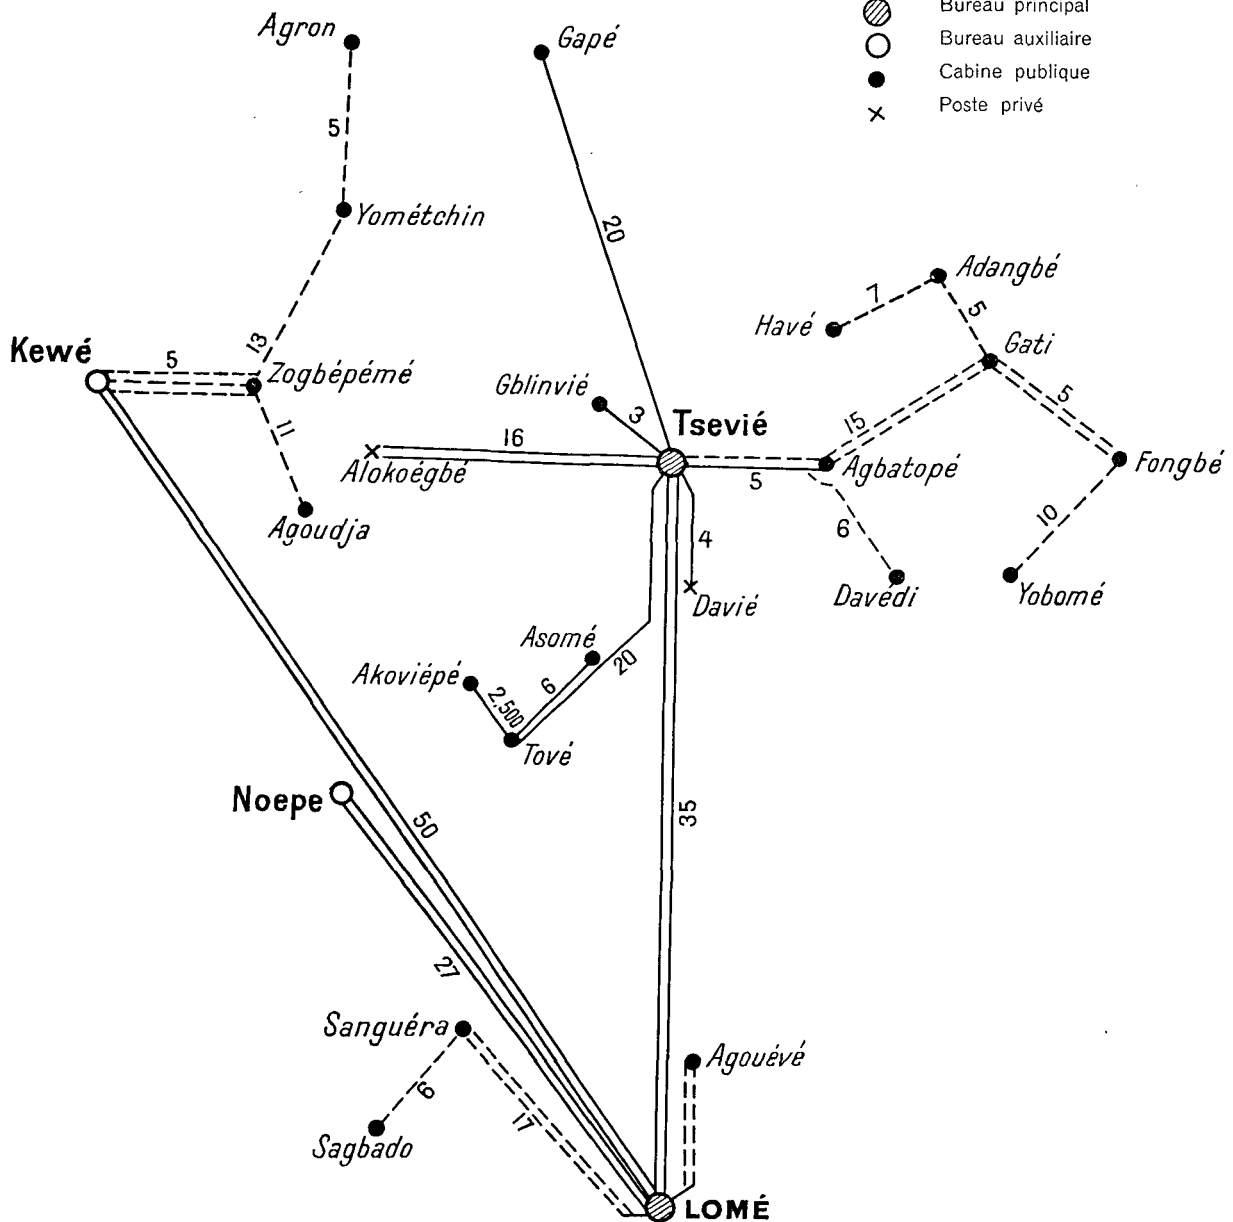 Bureau principal
Bureau auxiliaire
Cabine publique
Poste privé
Agron
Gapé
5
Yométchin
20
Adangbé
7
5
Havé
Gati
Kewé
5
13
Zogbépémé
Gblinvié
3
Tsevié
15
5
11
16
Alokoégbé
5
Agbatopé
Fongbé
Agoudja
4
6
10
Davié
Davédi
Yobomé
Asomé
20
Akoviépé
2,500
6
Tové
Noepe
50
35
27
Sanguéra
Agouévé
6
17
Sagbado
LOMÉ